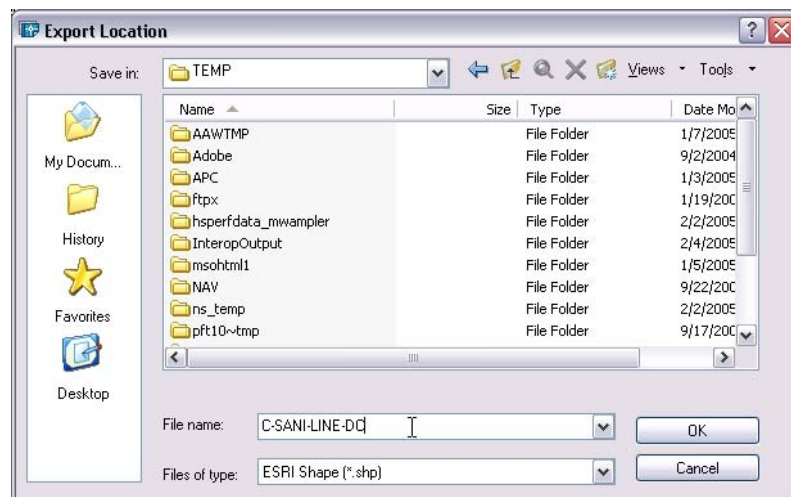 Export Location
Save in:
TEMP
Views
Tools
Name
Size
Type
Date Mo
AAWTMP File Folder 1/7/2005
Adobe File Folder 9/2/2004
APC File Folder 1/3/2005
ftpx File Folder 1/19/200
hsperfdata_mwampler File Folder 2/2/2005
InteropOutput File Folder 2/4/2005
msohtml1 File Folder 1/5/2005
NAV File Folder 9/22/200
ns_temp File Folder 2/2/2005
pft10~tmp File Folder 9/17/200
My Docum...
History
Favorites
Desktop
File name: C-SANI-LINE-DC
OK
Files of type: ESRI Shape (*.shp)
Cancel